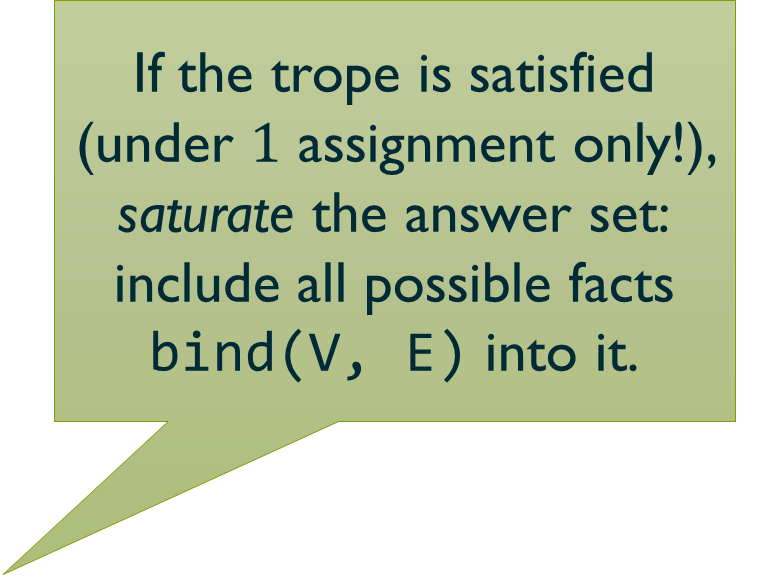 If the trope is satisfied
(under 1 assignment only!),
saturate the answer set:
include all possible facts
bind(V, E) into it.